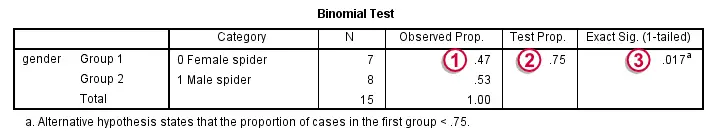 Binomial Test
Category N Observed Prop. Test Prop. Exact Sig. (1-tailed)
gender Group 1 0 Female spider 7 1 .47 2 .75 3 .017a
Group 2 1 Male spider 8 .53
Total 15 1.00
a. Alternative hypothesis states that the proportion of cases in the first group < .75.